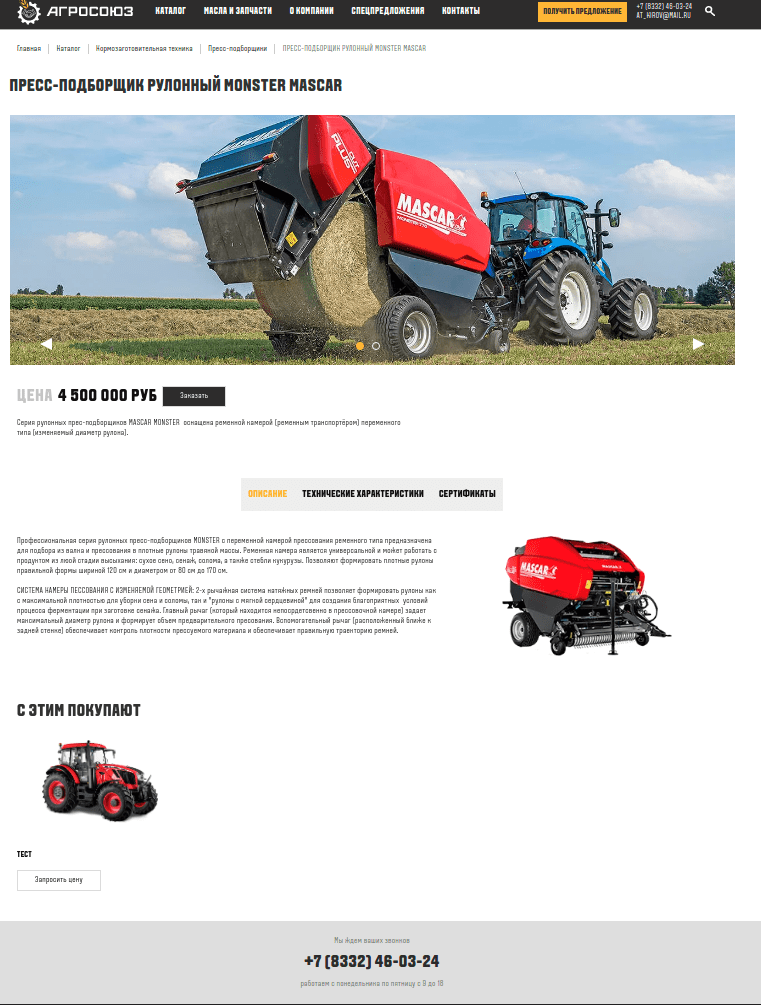 АГРОСОЮЗ
КАТАЛОГ МАСЛА И ЗАПЧАСТИ О КОМПАНИИ СПЕЦПРЕДЛОЖЕНИЯ КОНТАКТЫ
ПОЛУЧИТЬ ПРЕДЛОЖЕНИЕ
+7 (8332) 46-03-24
AT_KIROV@MAIL.RU
Главная Каталог Кормозаготовительная техника Пресс-подборщики ПРЕСС-ПОДБОРЩИК РУЛОННЫЙ MONSTER MASCAR
ПРЕСС-ПОДБОРЩИК РУЛОННЫЙ MONSTER MASCAR
CUT
PLUS
MASCAR
ЦЕНА 4 500 000 РУБ Заказать
Серия рулонных прес-подборщиков MASCAR MONSTER оснащена ременной камерой (ременным транспортёром) переменного
типа (изменяемый диаметр рулона).
ОПИСАНИЕ ТЕХНИЧЕСКИЕ ХАРАКТЕРИСТИКИ СЕРТИФИКАТЫ
Профессиональная серия рулонных пресс-подборщиков MONSTER с переменной камерой прессования ременного типа предназначена
для подбора из валка и прессования в плотные рулоны травяной массы. Ременная камера является универсальной и может работать с
продуктом из люой стадии высыхания: сухое сено, сенаж, солома, а также стебли кукурузы. Позволяют формировать плотные рулоны
правильной формы шириной 120 см и диаметром от 80 см до 170 см.
СИСТЕМА КАМЕРЫ ПЕССОВАНИЯ С ИЗМЕНЯЕМОЙ ГЕОМЕТРИЕЙ: 2-х рычажная система натяжных ремней позволяет формировать рулоны как
с максимальной плотностью для уборки сена и соломы, так и "рулоны с мягкой сердцевиной" для создания благоприятных условий
процесса ферментации при заготовке сенажа. Главный рычаг (который находится непосрдетсвенно в прессовочной камере) задает
максимальный диаметр рулона и формирует объем предварительного пресования. Вспомогательный рычаг (расположенный ближе к
задней стенке) обеспечивает контроль плотности прессуемого материала и обеспечивает правильную траекторию ремней.
MASCAR
С ЭТИМ ПОКУПАЮТ
ТЕСТ
Запросить цену
Мы ждем ваших звонков
+7 (8332) 46-03-24
работаем с понедельника по пятницу с 9 до 18